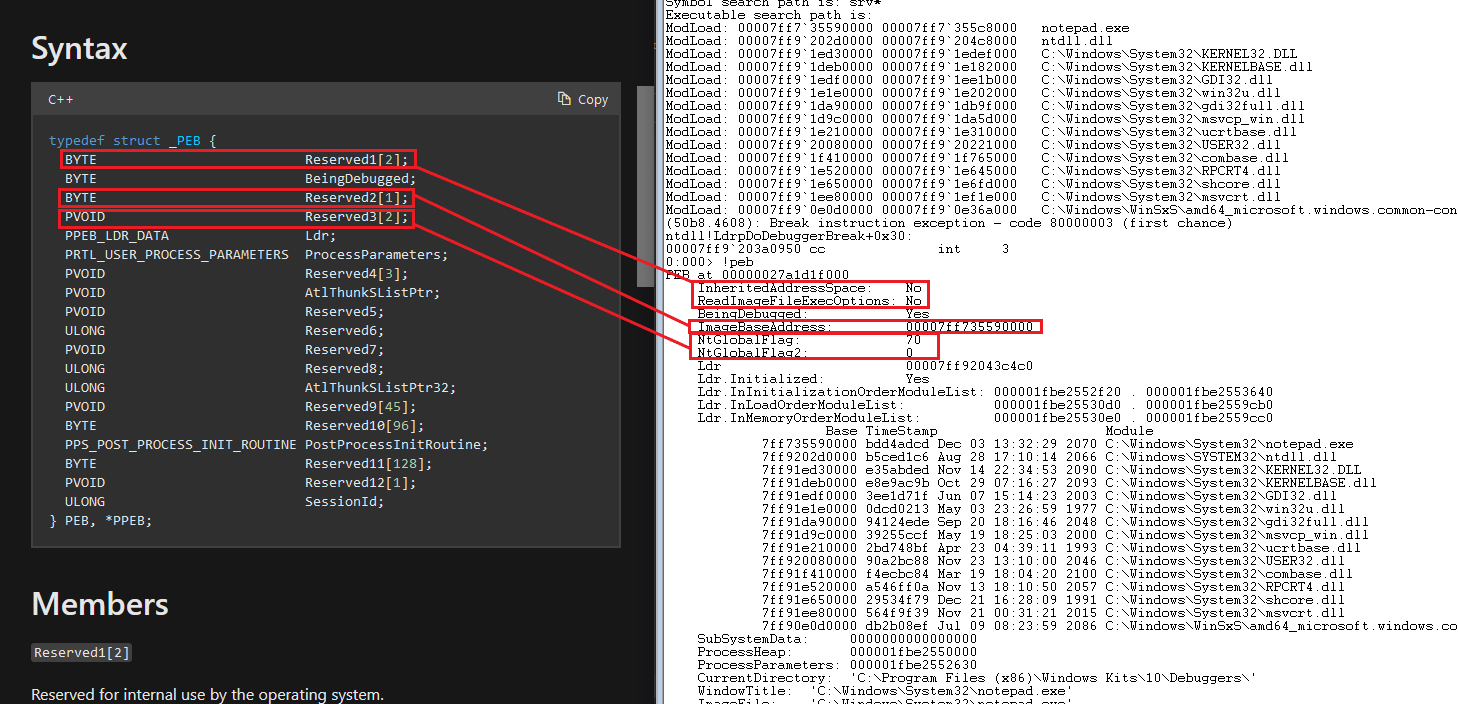 Syntax
C++
Copy
typedef struct _PEB {
BYTE Reserved1[2];
BYTE BeingDebugged;
BYTE Reserved2[1];
PVOID Reserved3[2];
PPEB_LDR_DATA Ldr;
PRTL_USER_PROCESS_PARAMETERS ProcessParameters;
PVOID Reserved4[3];
PVOID AtlThunkSListPtr;
PVOID Reserved5;
ULONG Reserved6;
PVOID Reserved7;
ULONG Reserved8;
ULONG AtlThunkSListPtr32;
PVOID Reserved9[45];
BYTE Reserved10[96];
PPS_POST_PROCESS_INIT_ROUTINE PostProcessInitRoutine;
BYTE Reserved11[128];
PVOID Reserved12[1];
ULONG SessionId;
} PEB, *PPEB;
Members
Reserved1[2]
Reserved for internal use by the operating system.
Symbol search path is: srv*
Executable search path is:
ModLoad: 00007ff7`35590000 00007ff7`355c8000 notepad.exe
ModLoad: 00007ff9`202d0000 00007ff9`204c8000 ntdll.dll
ModLoad: 00007ff9`1ed30000 00007ff9`1edef000 C:\Windows\System32\KERNEL32.DLL
ModLoad: 00007ff9`1deb0000 00007ff9`1e182000 C:\Windows\System32\KERNELBASE.dll
ModLoad: 00007ff9`1edf0000 00007ff9`1ee1b000 C:\Windows\System32\GDI32.dll
ModLoad: 00007ff9`1e1e0000 00007ff9`1e202000 C:\Windows\System32\win32u.dll
ModLoad: 00007ff9`1da90000 00007ff9`1db9f000 C:\Windows\System32\gdi32full.dll
ModLoad: 00007ff9`1d9c0000 00007ff9`1da5d000 C:\Windows\System32\msvcp_win.dll
ModLoad: 00007ff9`1e210000 00007ff9`1e310000 C:\Windows\System32\ucrtbase.dll
ModLoad: 00007ff9`20080000 00007ff9`20221000 C:\Windows\System32\USER32.dll
ModLoad: 00007ff9`1f410000 00007ff9`1f765000 C:\Windows\System32\combase.dll
ModLoad: 00007ff9`1e520000 00007ff9`1e645000 C:\Windows\System32\RPCRT4.dll
ModLoad: 00007ff9`1e650000 00007ff9`1e6fd000 C:\Windows\System32\shcore.dll
ModLoad: 00007ff9`1ee80000 00007ff9`1ef1e000 C:\Windows\System32\msvcrt.dll
ModLoad: 00007ff9`0e0d0000 00007ff9`0e36a000 C:\Windows\WinSxS\amd64_microsoft.windows.common-con
(50b8.4608): Break instruction exception - code 80000003 (first chance)
ntdll!LdrpDoDebuggerBreak+0x30:
00007ff9`203a0950 cc int 3
0:000> !peb
PEB at 00000027a1d1f000
InheritedAddressSpace: No
ReadImageFileExecOptions: No
BeingDebugged: Yes
ImageBaseAddress: 00007ff735590000
NtGlobalFlag: 70
NtGlobalFlag2: 0
Ldr 00007ff92043c4c0
Ldr.Initialized: Yes
Ldr.InInitializationOrderModuleList: 000001fbe2552f20 . 000001fbe2553640
Ldr.InLoadOrderModuleList: 000001fbe25530d0 . 000001fbe2559cb0
Ldr.InMemoryOrderModuleList: 000001fbe25530e0 . 000001fbe2559cc0
Base TimeStamp Module
7ff735590000 bdd4adcd Dec 03 13:32:29 2070 C:\Windows\System32\notepad.exe
7ff9202d0000 b5ced1c6 Aug 28 17:10:14 2066 C:\Windows\SYSTEM32\ntdll.dll
7ff91ed30000 e35abded Nov 14 22:34:53 2090 C:\Windows\System32\KERNEL32.DLL
7ff91deb0000 e8e9ac9b Oct 29 07:16:27 2093 C:\Windows\System32\KERNELBASE.dll
7ff91edf0000 3ee1d71f Jun 07 15:14:23 2003 C:\Windows\System32\GDI32.dll
7ff91e1e0000 0dcd0213 May 03 23:26:59 1977 C:\Windows\System32\win32u.dll
7ff91da90000 94124ede Sep 20 18:16:46 2048 C:\Windows\System32\gdi32full.dll
7ff91d9c0000 39255ccf May 19 18:25:03 2000 C:\Windows\System32\msvcp_win.dll
7ff91e210000 2bd748bf Apr 23 04:39:11 1993 C:\Windows\System32\ucrtbase.dll
7ff920080000 90a2bc88 Nov 23 13:10:00 2046 C:\Windows\System32\USER32.dll
7ff91f410000 f4ecbc84 Mar 19 18:04:20 2100 C:\Windows\System32\combase.dll
7ff91e520000 a546ff0a Nov 13 18:10:50 2057 C:\Windows\System32\RPCRT4.dll
7ff91e650000 29534f79 Dec 21 16:28:09 1991 C:\Windows\System32\shcore.dll
7ff91ee80000 564f9f39 Nov 21 00:31:21 2015 C:\Windows\System32\msvcrt.dll
7ff90e0d0000 db2b08ef Jul 09 08:23:59 2086 C:\Windows\WinSxS\amd64_microsoft.windows.co
SubSystemData: 0000000000000000
ProcessHeap: 000001fbe2550000
ProcessParameters: 000001fbe2552630
CurrentDirectory: 'C:\Program Files (x86)\Windows Kits\10\Debuggers\'
WindowTitle: 'C:\Windows\System32\notepad.exe'
ImageFile: 'C:\Windows\System32\notepad.exe'